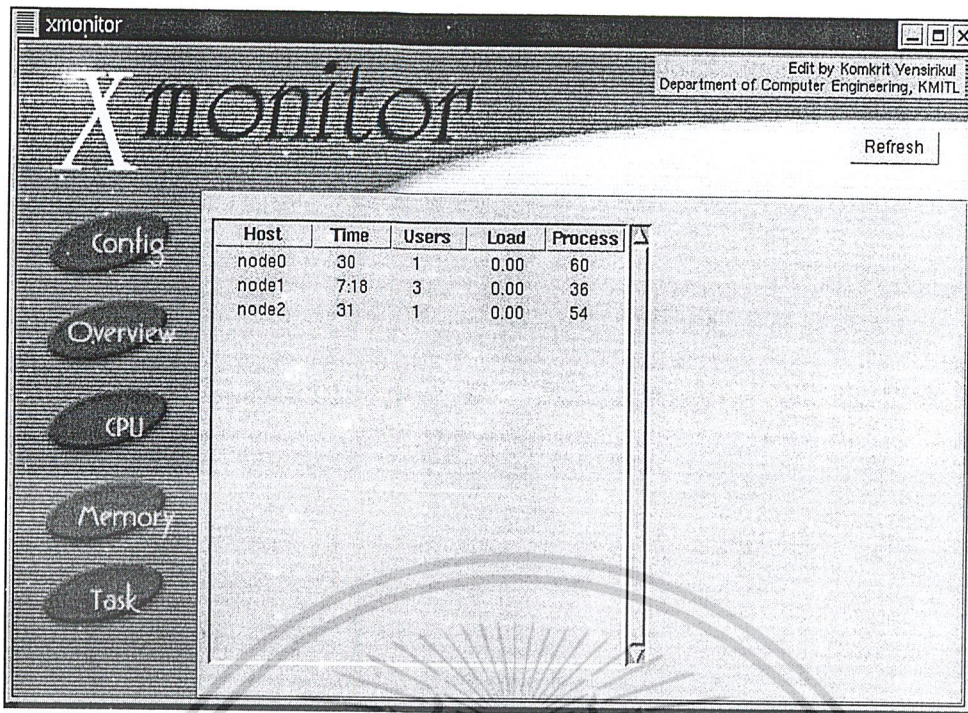 xmonitor
Xmonitor
Edit by Komkrit Yensirikul
Department of Computer Engineering, KMITL
Refresh
Config
Overview
CPU
Memory
Task
Host Time Users Load Process
node0 30 1 0.00 60
node1 7:18 3 0.00 36
node2 31 1 0.00 54